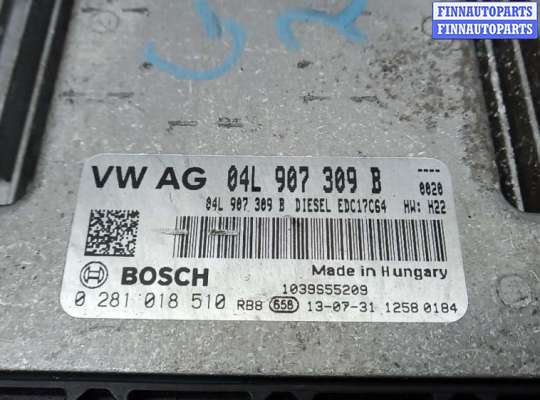 FINNAUTOPARTS
FINNAUTOPARTS
VW AG 04L 907 309 B ----
0020
04L 907 309 B DIESEL EDC17C64 HW: H22
BOSCH
Made in Hungary
1039S55209
0 281 018 510 RB8 658 13-07-31 1258 0184